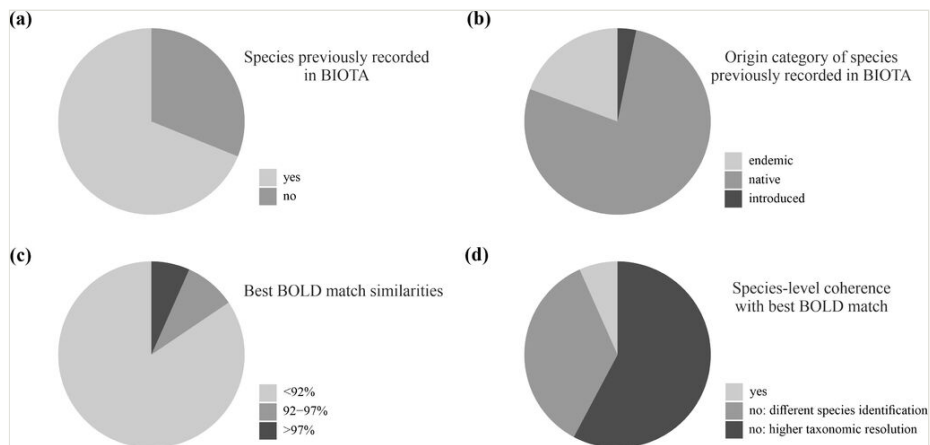 (a)
Species previously recorded
in BIOTA
yes
no
(b)
Origin category of species
previously recorded in BIOTA
endemic
native
introduced
(c)
Best BOLD match similarities
<92%
92−97%
>97%
(d)
Species-level coherence
with best BOLD match
yes
no: different species identification
no: higher taxonomic resolution